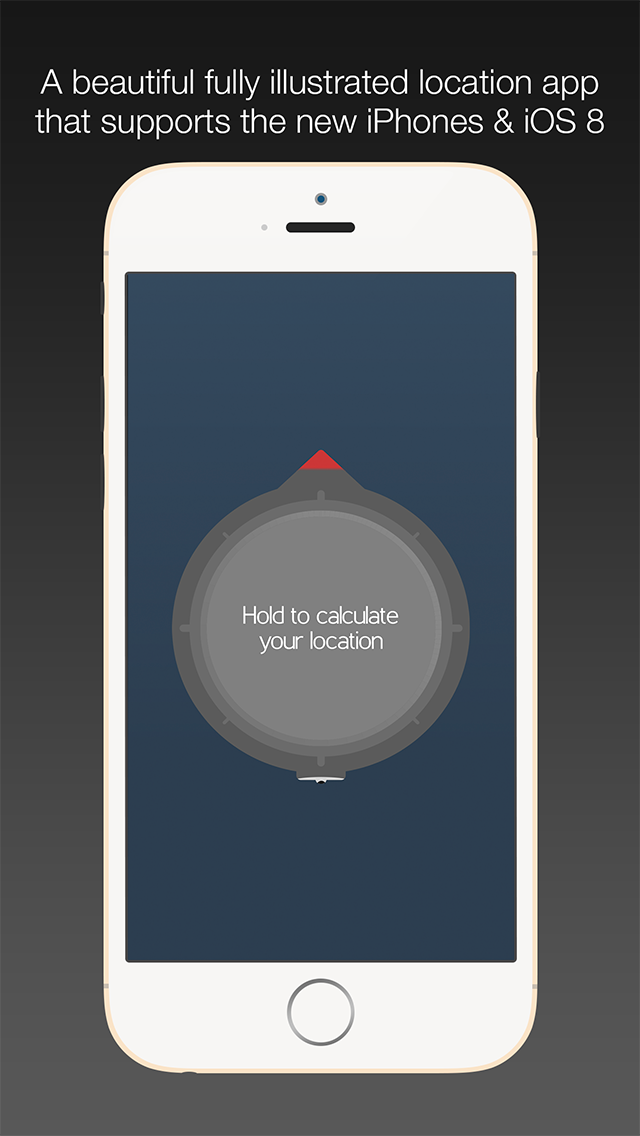 A beautiful fully illustrated location app
that supports the new iPhones & iOS 8
Hold to calculate
your location